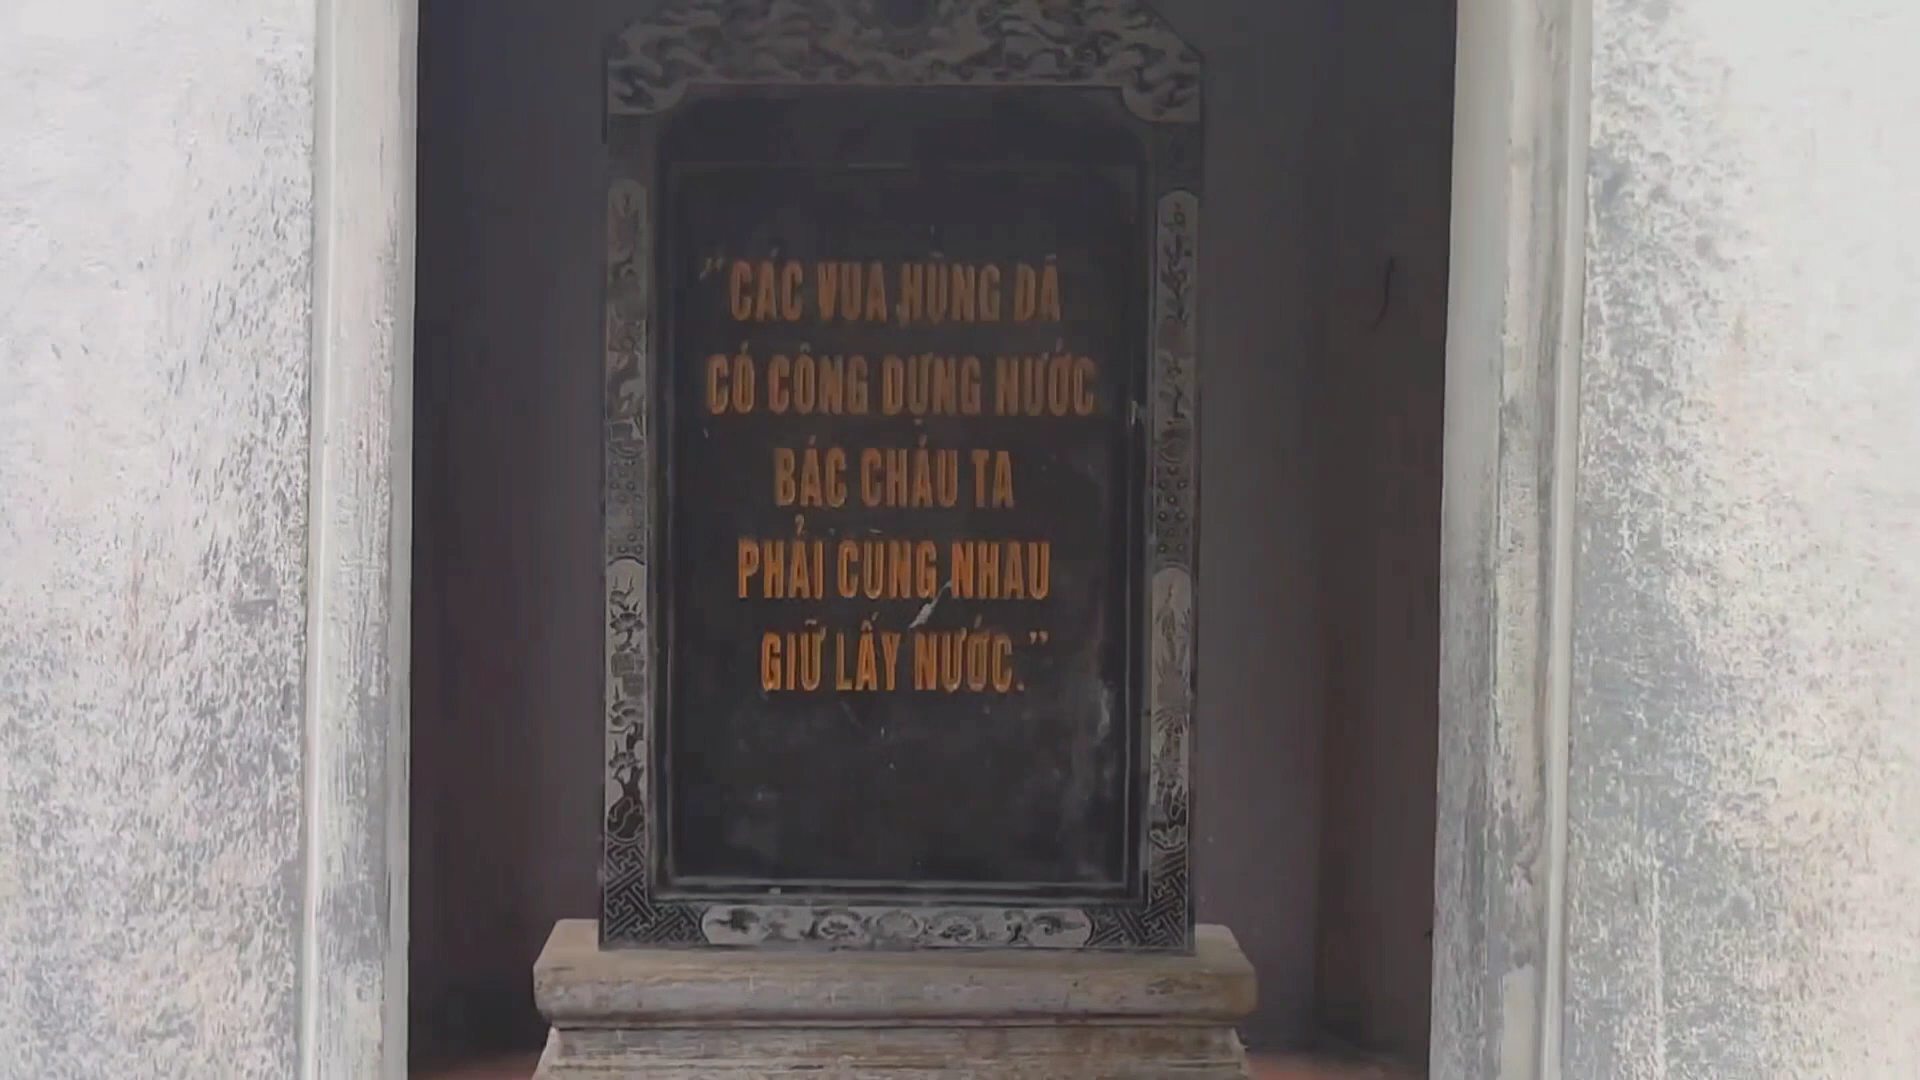 "CÁC VUA HÙNG ĐÃ
CÓ CÔNG DỰNG NƯỚC
BÁC CHÁU TA
PHẢI CÙNG NHAU
GIỮ LẤY NƯỚC."